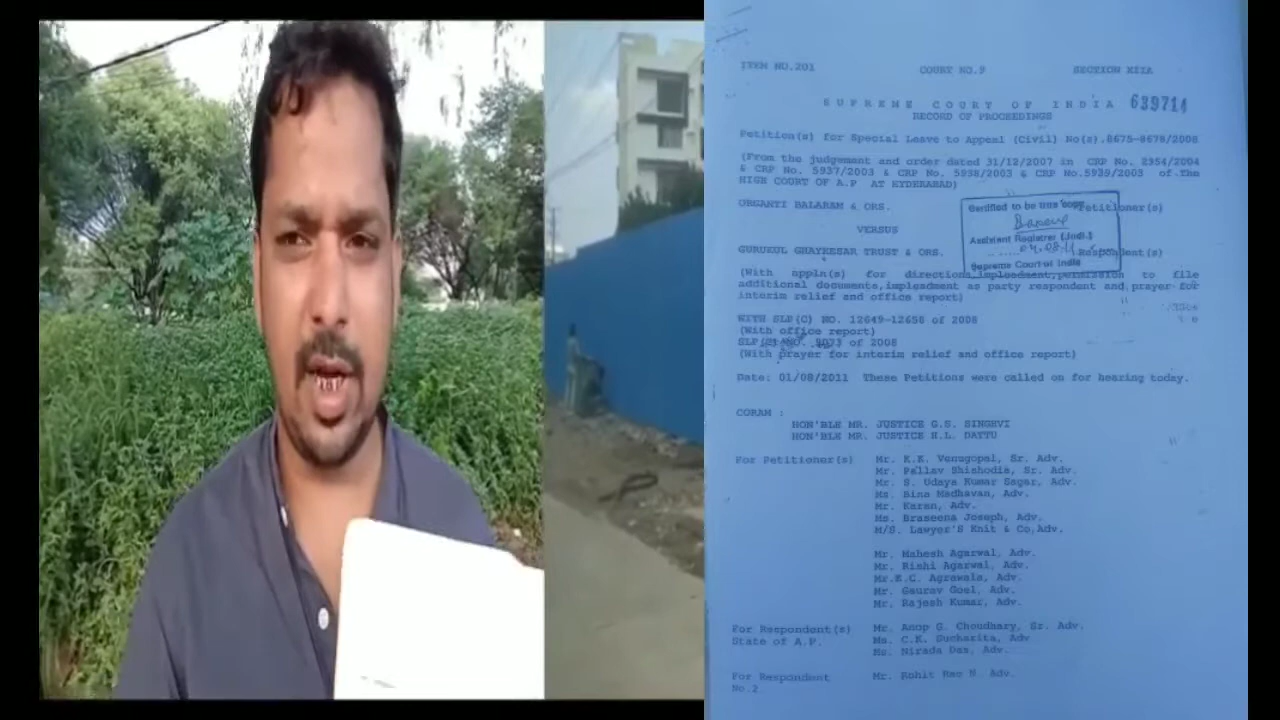 ITEM NO.201 COURT NO.9 SECTION XIIA
SUPREME COURT OF INDIA 639714
RECORD OF PROCEEDINGS
Petition(s) for Special Leave to Appeal (Civil) No(s).8675-8678/2008
(From the judgement and order dated 31/12/2007 in CRP No. 2354/2004
& CRP No. 5937/2003 & CRP No. 5938/2003 & CRP No.5939/2003 of The
HIGH COURT OF A.P AT HYDERABAD)
ORGANTI BALAREM & ORS. Petitioner(s)
VERSUS
GURUKUL GHATKESAR TRUST & ORS. Respondent(s)
Certified to be true copy
Assistant Registrar (Judl.)
Supreme Court of India
(With appln(s) for directions,impleadment,permission to file
additional documents,impleadment as party respondent and prayer for
interim relief and office report)
WITH SLP(C) NO. 12649-12658 of 2008
(With office report)
SLP(C) NO. 9073 of 2008
(With prayer for interim relief and office report)
Date: 01/08/2011 These Petitions were called on for hearing today.
CORAM :
HON'BLE MR. JUSTICE G.S. SINGHVI
HON'BLE MR. JUSTICE H.L. DATTU
For Petitioner(s) Mr. K.K. Venugopal, Sr. Adv.
Mr. Pallav Shishodia, Sr. Adv.
Mr. S. Udaya Kumar Sagar, Adv.
Ms. Bina Madhavan, Adv.
Mr. Karan, Adv.
Ms. Braseena Joseph, Adv.
M/S. Lawyer'S Knit & Co,Adv.
Mr. Mahesh Agarwal, Adv.
Mr. Rishi Agarwal, Adv.
Mr.E.C. Agrawala, Adv.
Mr. Gaurav Goel, Adv.
Mr. Rajesh Kumar, Adv.
For Respondent(s) Mr. Anop G. Choudhary, Sr. Adv.
State of A.P. Ms. C.K. Sucharita, Adv
Ms. Nirada Das, Adv.
For Respondent Mr. Rohit Rao N. Adv.
No.2